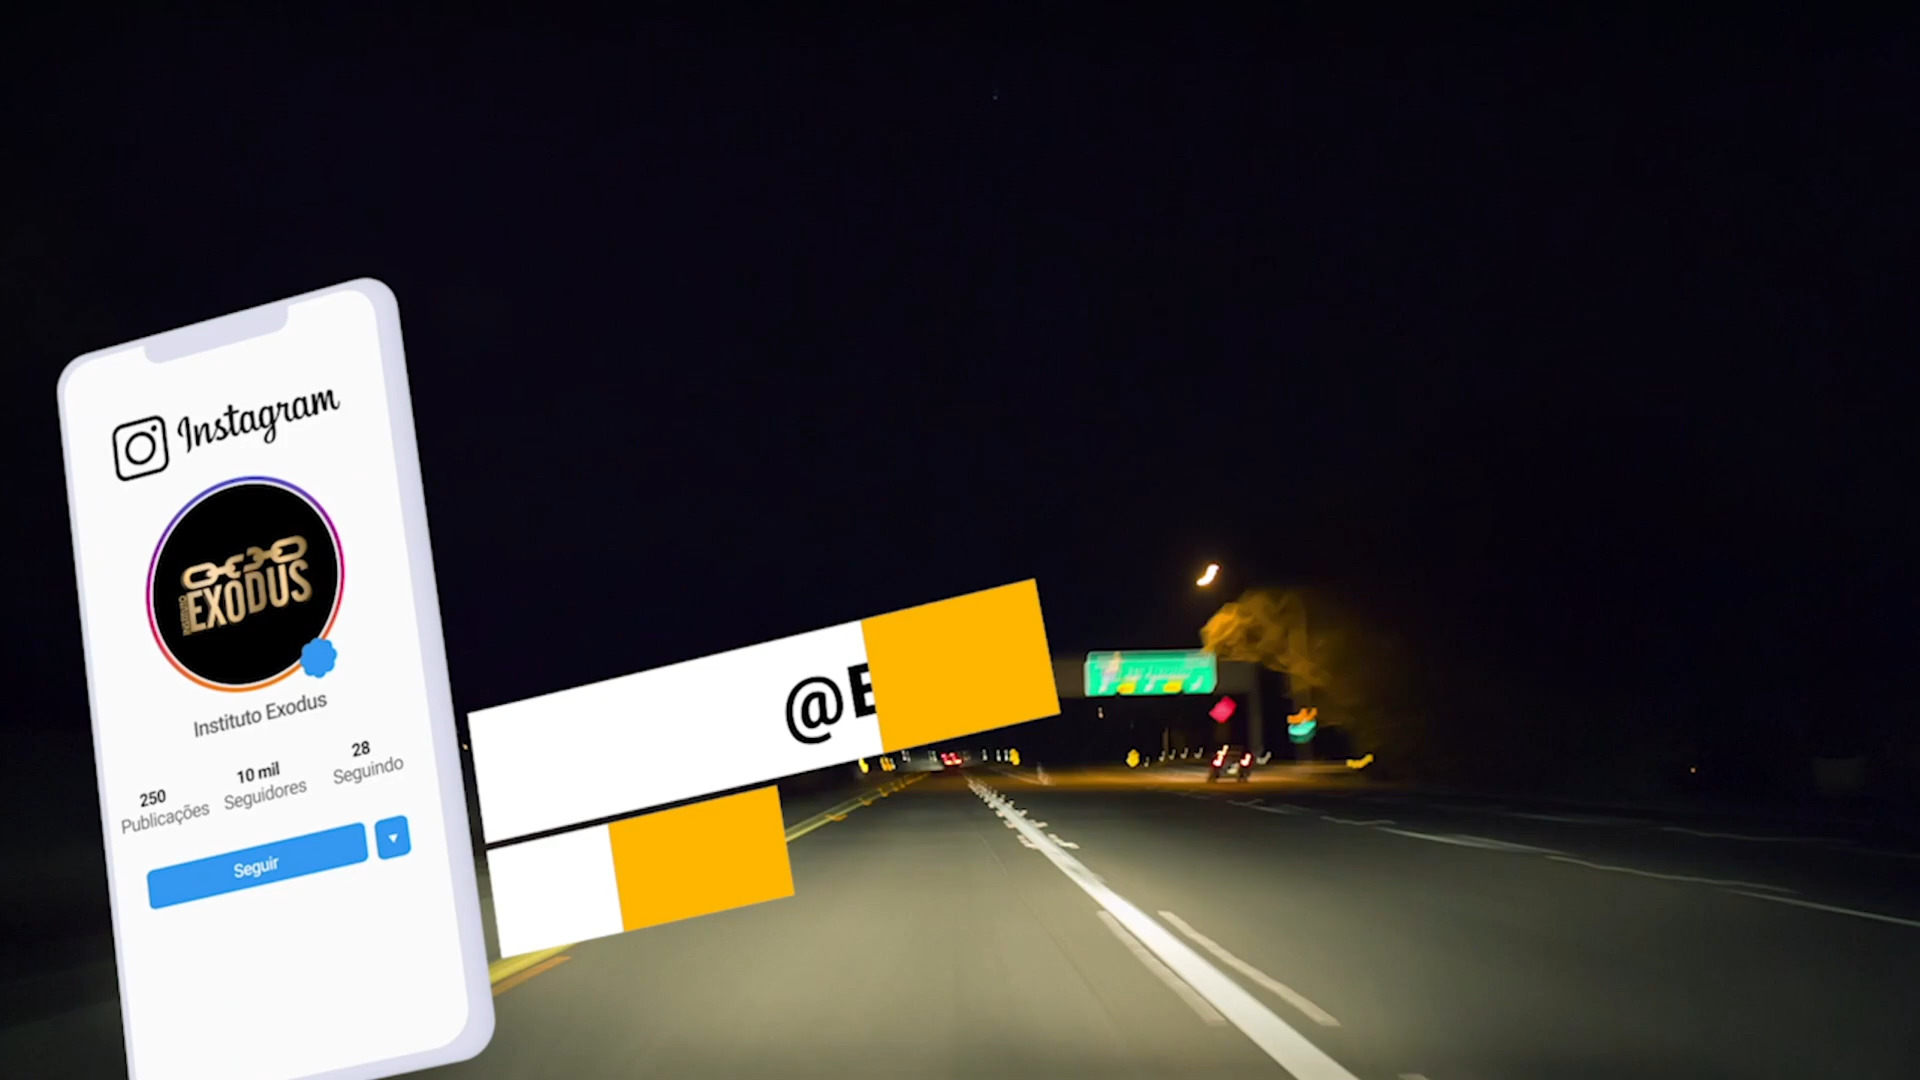 Instagram
EXODUS
Instituto Exodus
250
Publicações
10 mil
Seguidores
28
Seguindo
Seguir
@E